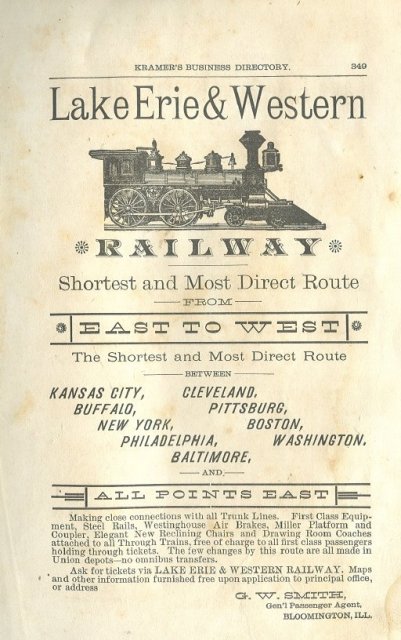 KRAMER'S BUSINESS DIRECTORY. 349
Lake Erie & Western
RAILWAY
Shortest and Most Direct Route
FROM
EAST TO WEST
The Shortest and Most Direct Route
BETWEEN
KANSAS CITY, CLEVELAND,
BUFFALO, PITTSBURG,
NEW YORK, BOSTON,
PHILADELPHIA, WASHINGTON,
BALTIMORE,
AND
ALL POINTS EAST
Making close connections with all Trunk Lines. First Class Equip-
ment, Steel Rails, Westinghouse Air Brakes, Miller Platform and
Coupler. Elegant New Reclining Chairs and Drawing Room Coaches
attached to all Through Trains, free of charge to all first class passengers
holding through tickets. The few changes by this route are all made in
Union depots—no omnibus transfers.
Ask for tickets via LAKE ERIE & WESTERN RAILWAY. Maps
and other information furnished free upon application to principal office,
or address
G. W. SMITH,
Gen'l Passenger Agent,
BLOOMINGTON, ILL.